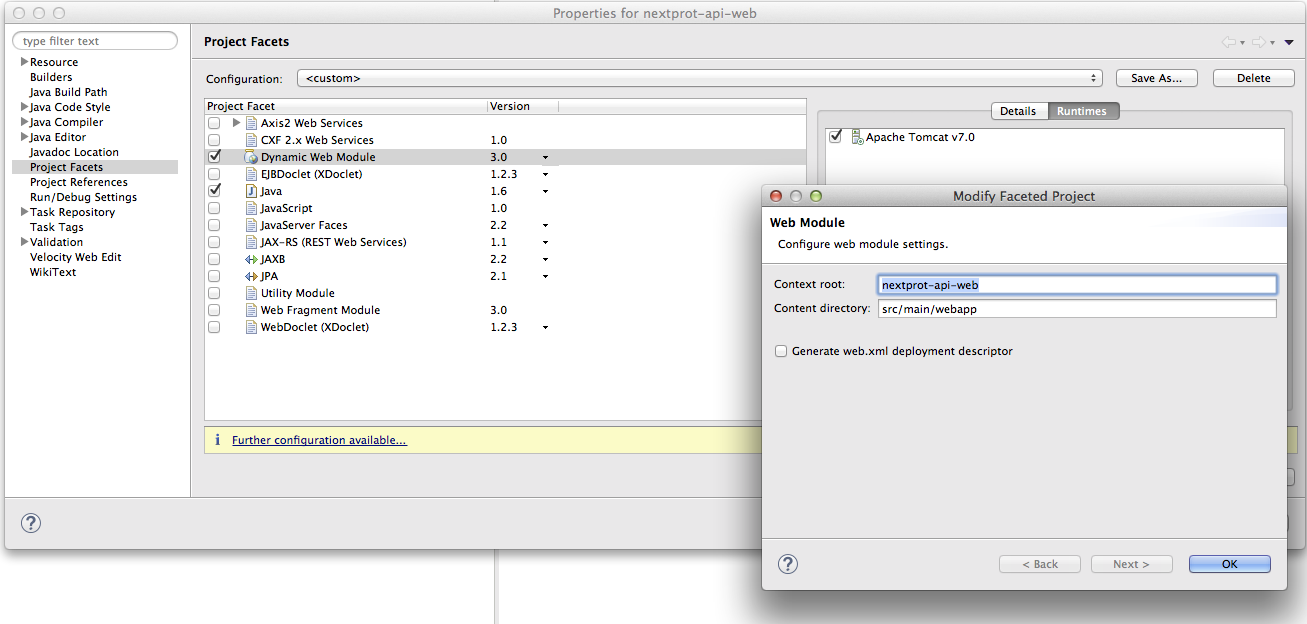 Properties for nextprot-api-web
type filter text
Resource
Builders
Java Build Path
Java Code Style
Java Compiler
Java Editor
Javadoc Location
Project Facets
Project References
Run/Debug Settings
Task Repository
Task Tags
Validation
Velocity Web Edit
WikiText
Project Facets
Configuration: <custom> Save As... Delete
Project Facet Version
Axis2 Web Services
CXF 2.x Web Services 1.0
Dynamic Web Module 3.0
EJBDoclet (XDoclet) 1.2.3
Java 1.6
JavaScript 1.0
JavaServer Faces 2.2
JAX-RS (REST Web Services) 1.1
JAXB 2.2
JPA 2.1
Utility Module
Web Fragment Module 3.0
WebDoclet (XDoclet) 1.2.3
Further configuration available...
Details Runtimes
Apache Tomcat v7.0
Modify Faceted Project
Web Module
Configure web module settings.
Context root: nextprot-api-web
Content directory: src/main/webapp
Generate web.xml deployment descriptor
< Back Next > OK